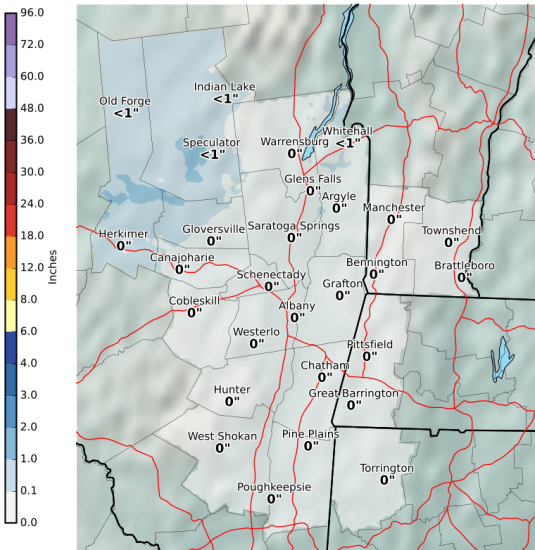 96.0
72.0
60.0
48.0
36.0
30.0
24.0
18.0
12.0
8.0
6.0
4.0
3.0
2.0
1.0
0.1
0.0
Inches
Indian Lake
<1"
Old Forge
<1"
Whitehall
<1"
Speculator
<1"
Warrensburg
0"
Glens Falls
0"
Argyle
0"
Manchester
0"
Herkimer
0"
Gloversville
0"
Saratoga Springs
0"
Townshend
0"
Canajoharie
0"
Bennington
0"
Brattleboro
0"
Schenectady
0"
Grafton
0"
Cobleskill
0"
Albany
0"
Westerlo
0"
Pittsfield
0"
Chatham
0"
Hunter
0"
Great Barrington
0"
West Shokan
0"
Pine Plains
0"
Torrington
0"
Poughkeepsie
0"